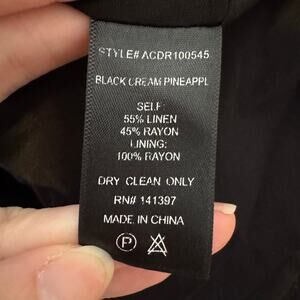 STYLE# ACDR100545
BLACK CREAM PINEAPPL
SELF:
55% LINEN
45% RAYON
LINING:
100% RAYON
DRY CLEAN ONLY
RN# 141397
MADE IN CHINA
P